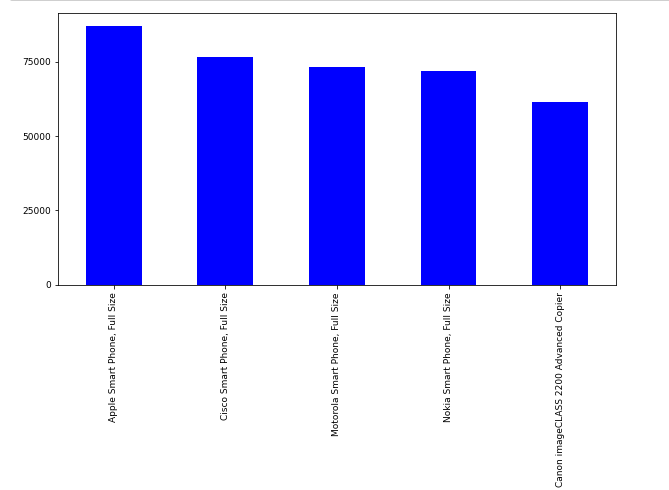 75000
50000
25000
0
Apple Smart Phone, Full Size
Cisco Smart Phone, Full Size
Motorola Smart Phone, Full Size
Nokia Smart Phone, Full Size
Canon imageCLASS 2200 Advanced Copier